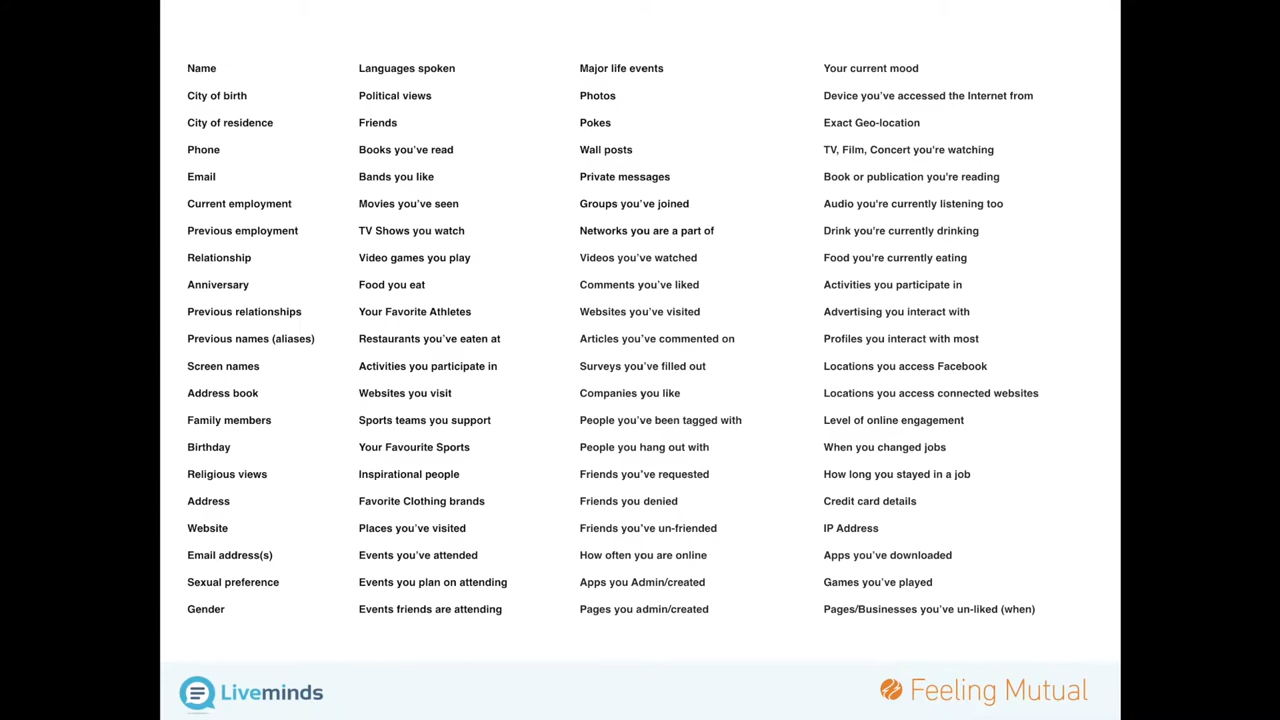 Name
City of birth
City of residence
Phone
Email
Current employment
Previous employment
Relationship
Anniversary
Previous relationships
Previous names (aliases)
Screen names
Address book
Family members
Birthday
Religious views
Address
Website
Email address(s)
Sexual preference
Gender
Languages spoken
Political views
Friends
Books you've read
Bands you like
Movies you've seen
TV Shows you watch
Video games you play
Food you eat
Your Favorite Athletes
Restaurants you've eaten at
Activities you participate in
Websites you visit
Sports teams you support
Your Favourite Sports
Inspirational people
Favorite Clothing brands
Places you've visited
Events you've attended
Events you plan on attending
Events friends are attending
Major life events
Photos
Pokes
Wall posts
Private messages
Groups you've joined
Networks you are a part of
Videos you've watched
Comments you've liked
Websites you've visited
Articles you've commented on
Surveys you've filled out
Companies you like
People you've been tagged with
People you hang out with
Friends you've requested
Friends you denied
Friends you've un-friended
How often you are online
Apps you Admin/created
Pages you admin/created
Your current mood
Device you've accessed the Internet from
Exact Geo-location
TV, Film, Concert you're watching
Book or publication you're reading
Audio you're currently listening too
Drink you're currently drinking
Food you're currently eating
Activities you participate in
Advertising you interact with
Profiles you interact with most
Locations you access Facebook
Locations you access connected websites
Level of online engagement
When you changed jobs
How long you stayed in a job
Credit card details
IP Address
Apps you've downloaded
Games you've played
Pages/Businesses you've un-liked (when)
Liveminds
Feeling Mutual